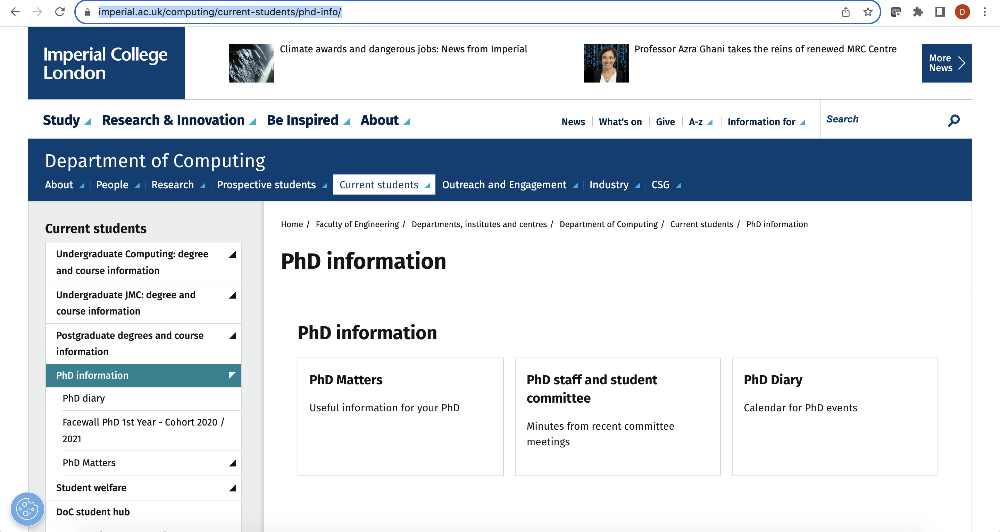 imperial.ac.uk/computing/current-students/phd-info/
D
Imperial College
London
Climate awards and dangerous jobs: News from Imperial
Professor Azra Ghani takes the reins of renewed MRC Centre
More
News
Study
Research & Innovation
Be Inspired
About
News
What's on
Give
A-z
Information for
Search
Department of Computing
About
People
Research
Prospective students
Current students
Outreach and Engagement
Industry
CSG
Current students
Undergraduate Computing: degree
and course information
Undergraduate JMC: degree and
course information
Postgraduate degrees and course
information
PhD information
PhD diary
Facewall PhD 1st Year - Cohort 2020 /
2021
PhD Matters
Student welfare
DoC student hub
Home / Faculty of Engineering / Departments, institutes and centres / Department of Computing / Current students / PhD information
PhD information
PhD information
PhD Matters
Useful information for your PhD
PhD staff and student
committee
Minutes from recent committee
meetings
PhD Diary
Calendar for PhD events